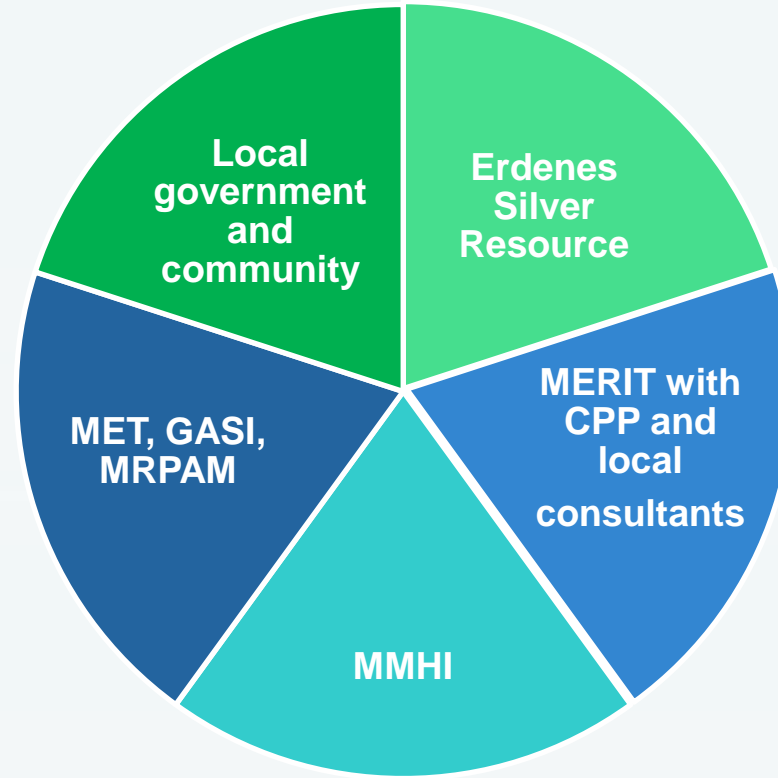 Local
government
and
community
Erdenes
Silver
Resource
MERIT with
CPP and
local
consultants
MET, GASI,
MRPAM
MMHI